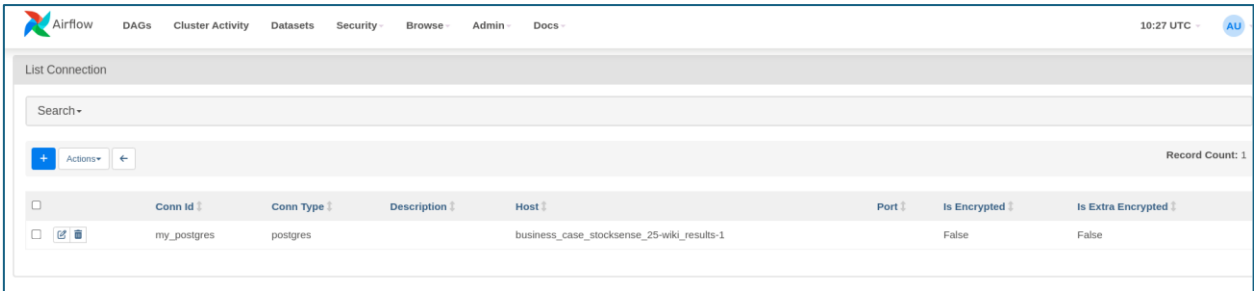 Airflow DAGs Cluster Activity Datasets Security Browse Admin Docs 10:27 UTC AU
List Connection
Search
+ Actions Record Count: 1
Conn Id Conn Type Description Host Port Is Encrypted Is Extra Encrypted
my_postgres postgres business_case_stocksense_25-wiki_results-1 False False